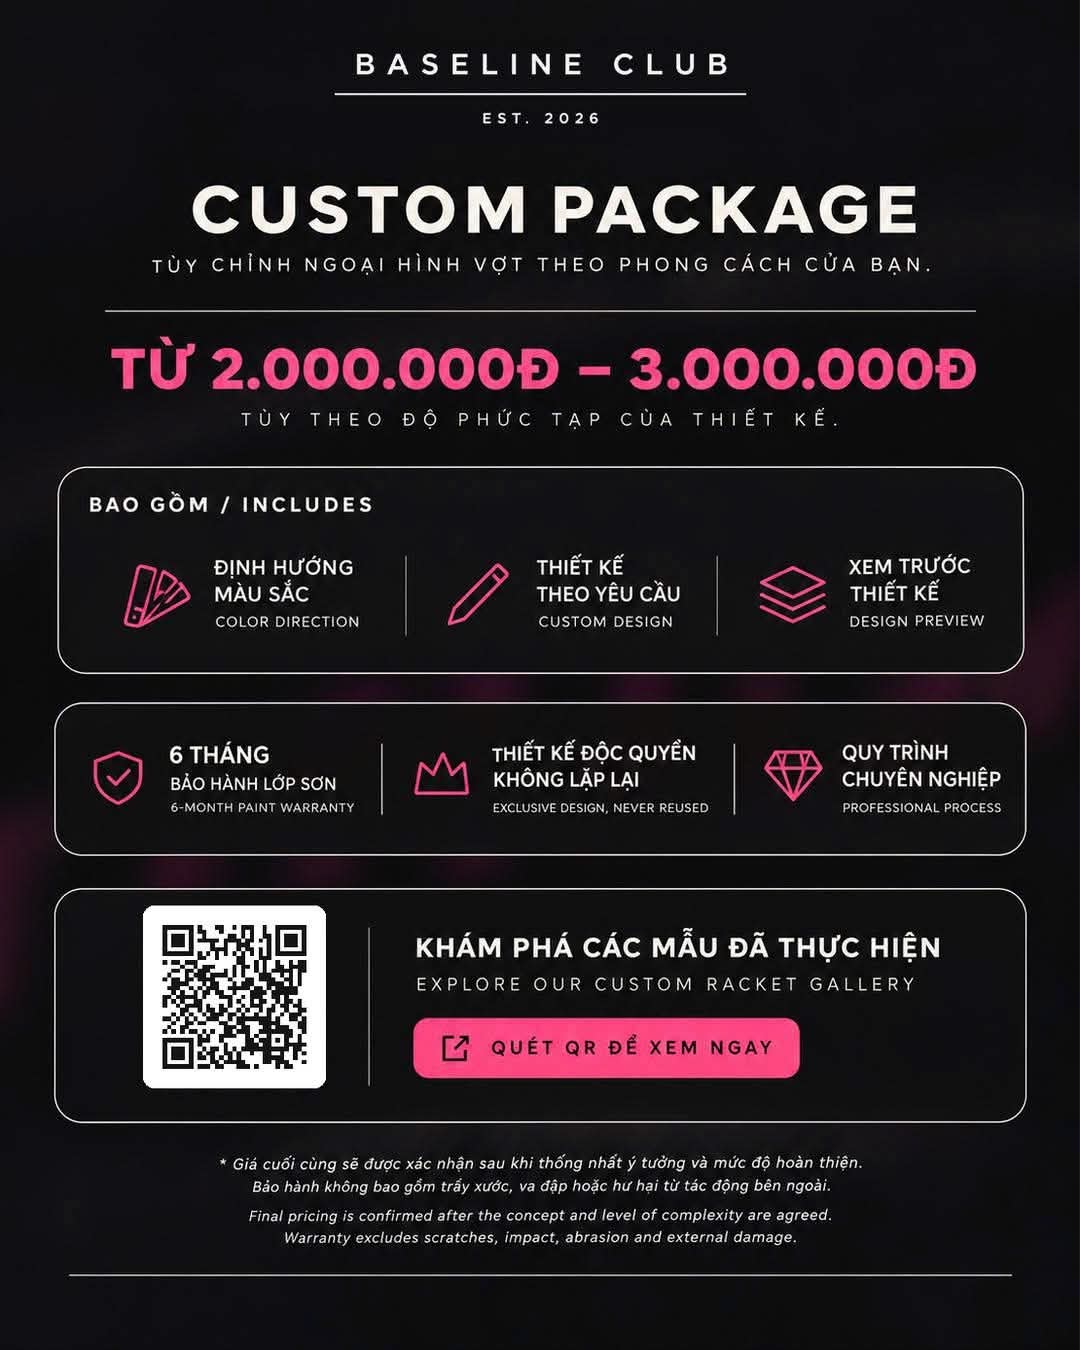 BASELINE CLUB
EST. 2026
CUSTOM PACKAGE
TÙY CHỈNH NGOẠI HÌNH VỢT THEO PHONG CÁCH CỬA BẠN.
TỪ 2.000.000Đ – 3.000.000Đ
TÙY THEO ĐỘ PHỨC TẠP CÙA THIẾT KẾ.
BAO GỒM / INCLUDES
ĐỊNH HƯỚNG
MÀU SẮC
COLOR DIRECTION
THIẾT KẾ
THEO YÊU CẦU
CUSTOM DESIGN
XEM TRƯỚC
THIẾT KẾ
DESIGN PREVIEW
6 THÁNG
BẢO HÀNH LỚP SƠN
6-MONTH PAINT WARRANTY
THIẾT KẾ ĐỘC QUYỀN
KHÔNG LẶP LẠI
EXCLUSIVE DESIGN, NEVER REUSED
QUY TRÌNH
CHUYÊN NGHIỆP
PROFESSIONAL PROCESS
KHÁM PHÁ CÁC MẪU ĐÃ THỰC HIỆN
EXPLORE OUR CUSTOM RACKET GALLERY
QUÉT QR ĐỂ XEM NGAY
* Giá cuối cùng sẽ được xác nhận sau khi thống nhất ý tưởng và mức độ hoàn thiện.
Bảo hành không bao gồm trầy xước, va đập hoặc hư hại từ tác động bên ngoài.
Final pricing is confirmed after the concept and level of complexity are agreed.
Warranty excludes scratches, impact, abrasion and external damage.